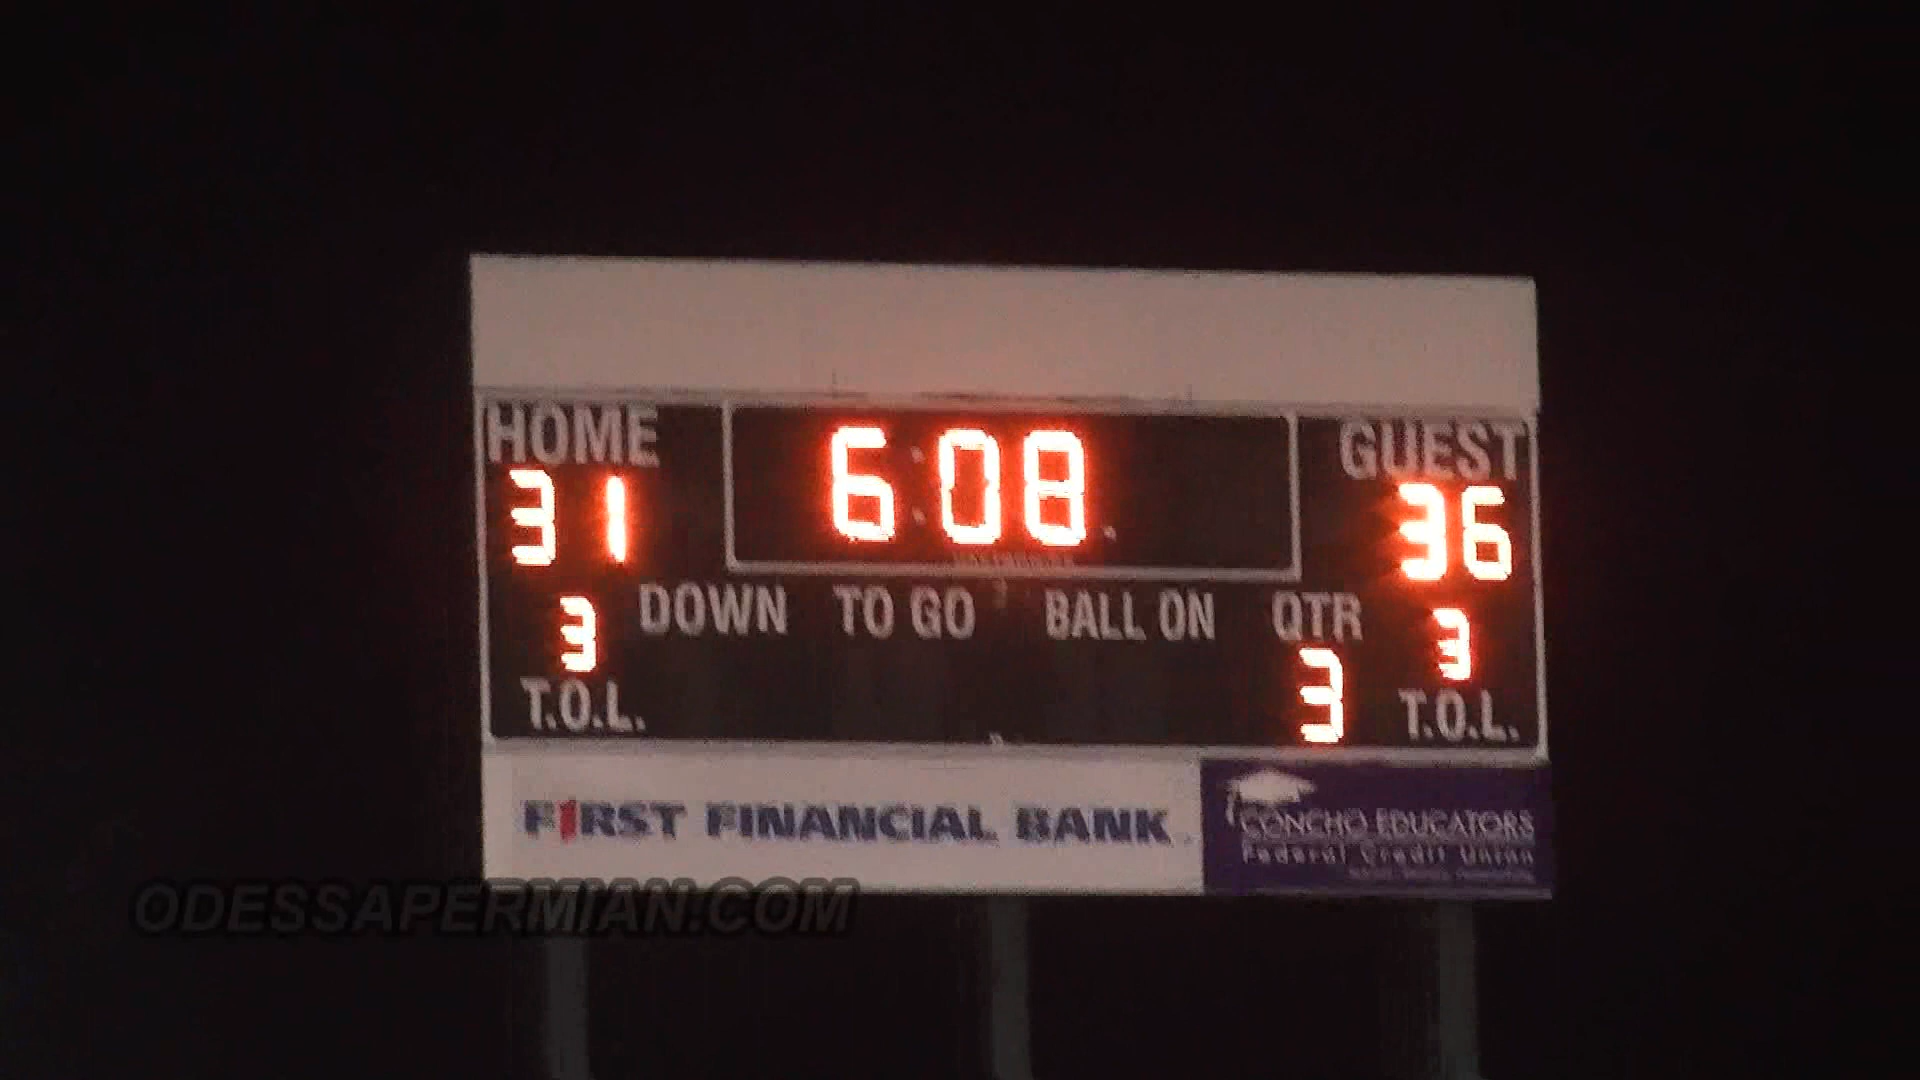 HOME 6:08 GUEST
31 36
3 DOWN TO GO BALL ON QTR 3
T.O.L. 3 T.O.L.
FIRST FINANCIAL BANK
CONCHO EDUCATORS
Federal Credit Union
ODESSAPERMIAN.COM